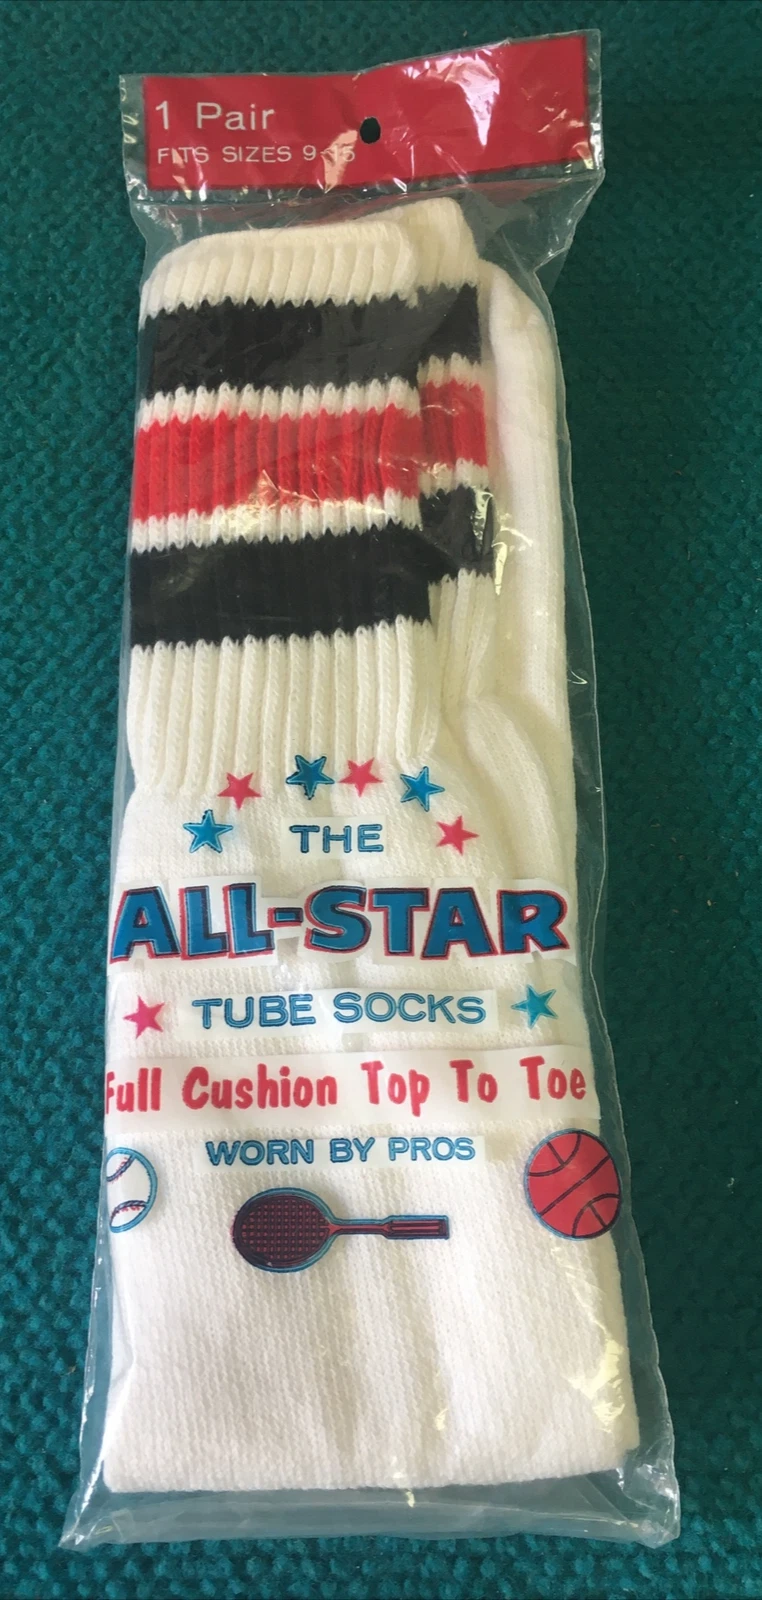 1 Pair
FITS SIZES 9-15
THE
ALL-STAR
TUBE SOCKS
Full Cushion Top To Toe
WORN BY PROS